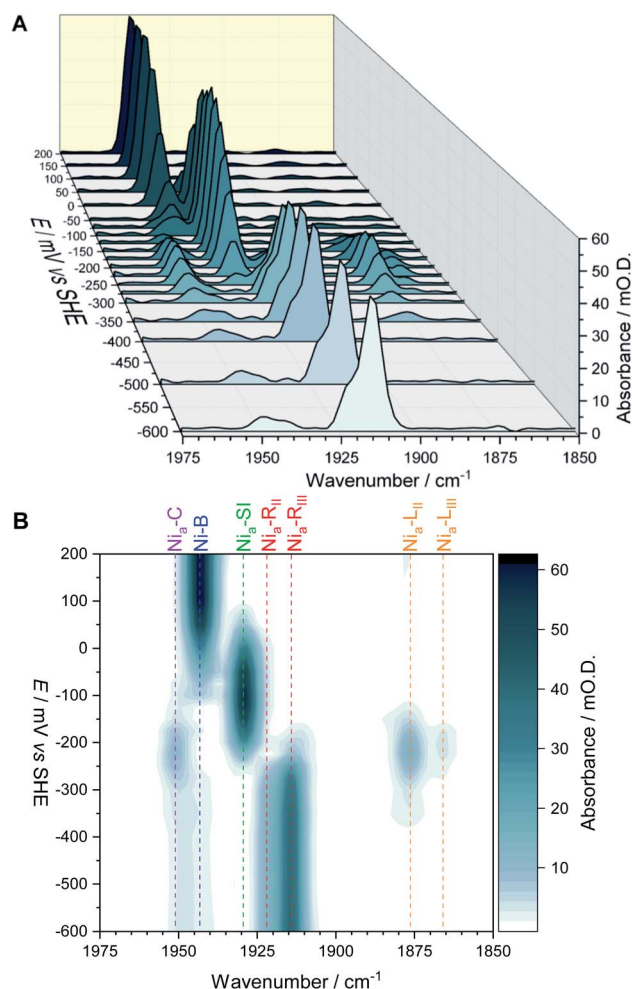 A
200
150
100
50
0
-50
-100
-150
-200
-250
-300
-350
-400
-450
-500
-550
-600
E / mV vs SHE
60
50
40
30
20
10
0
Absorbance / mO.D.
1975 1950 1925 1900 1875 1850
Wavenumber / cm⁻¹
B
Niₐ-C
Ni-B
Niₐ-SI
Niₐ-R_II
Niₐ-R_III
Niₐ-L_II
Niₐ-L_III
200
100
0
-100
-200
-300
-400
-500
-600
E / mV vs SHE
60
50
40
30
20
10
Absorbance / mO.D.
1975 1950 1925 1900 1875 1850
Wavenumber / cm⁻¹